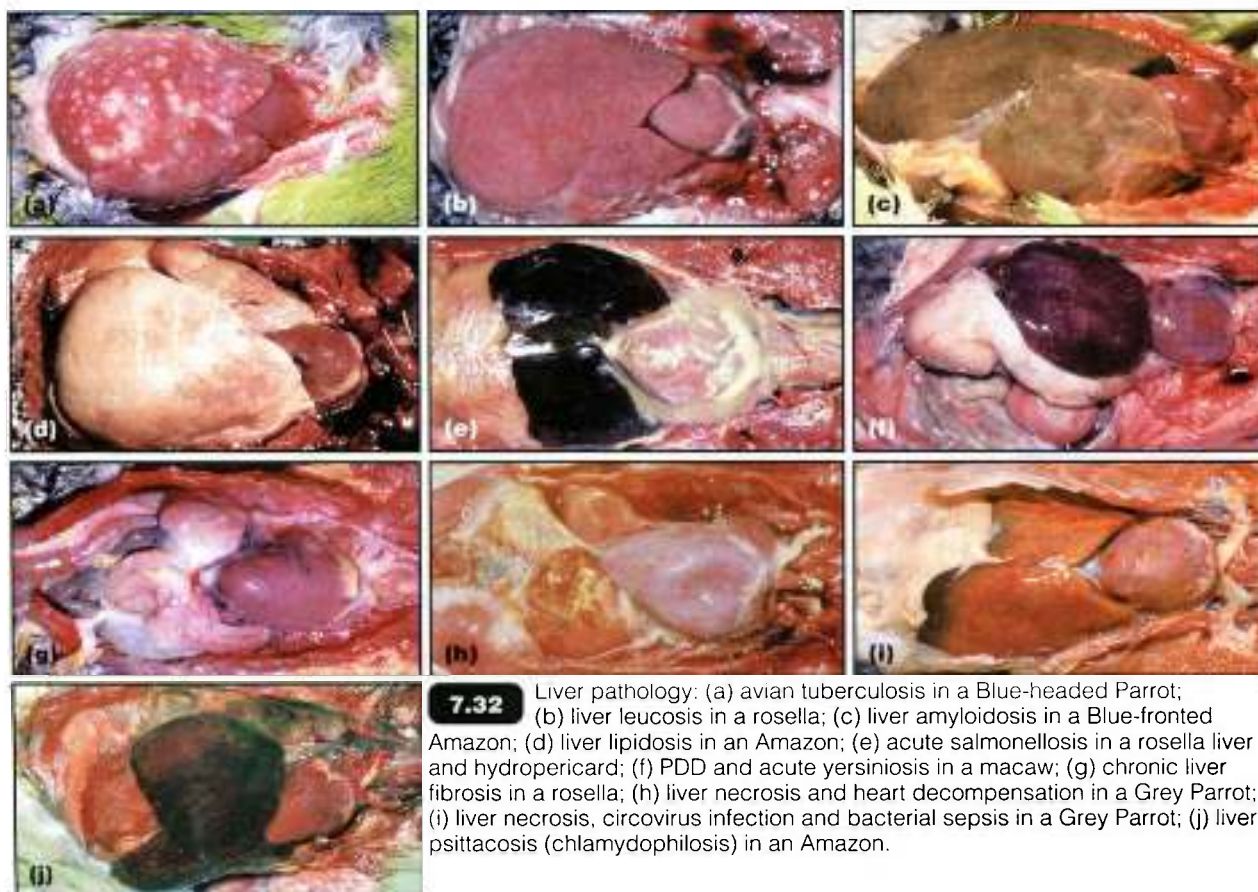 (a)
(b)
(c)
(d)
(e)
(f)
(g)
(h)
(i)
(j)
7.32 Liver pathology: (a) avian tuberculosis in a Blue-headed Parrot;
(b) liver leucosis in a rosella; (c) liver amyloidosis in a Blue-fronted
Amazon; (d) liver lipidosis in an Amazon; (e) acute salmonellosis in a rosella liver
and hydropericard; (f) PDD and acute yersiniosis in a macaw; (g) chronic liver
fibrosis in a rosella; (h) liver necrosis and heart decompensation in a Grey Parrot;
(i) liver necrosis, circovirus infection and bacterial sepsis in a Grey Parrot; (j) liver
psittacosis (chlamydophilosis) in an Amazon.